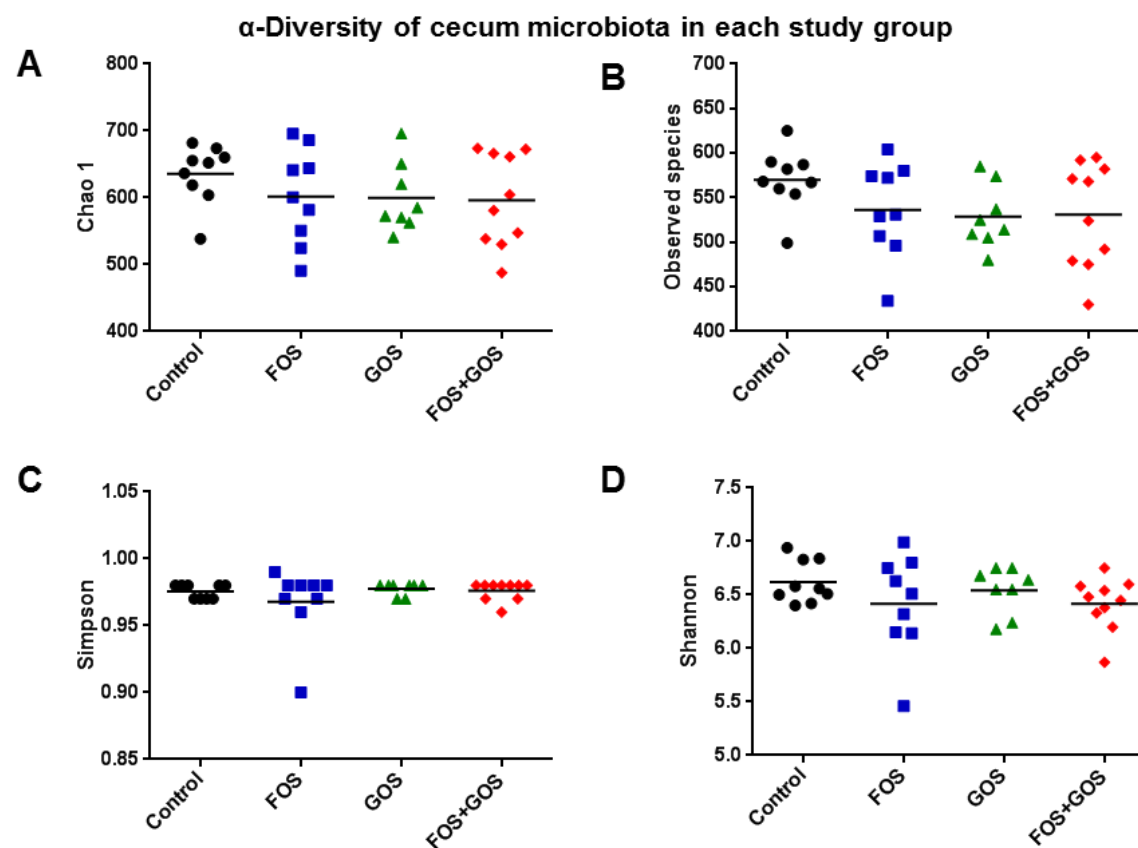 α-Diversity of cecum microbiota in each study group
A
Chao 1
800
700
600
500
400
Control
FOS
GOS
FOS+GOS
B
Observed species
700
650
600
550
500
450
400
Control
FOS
GOS
FOS+GOS
C
Simpson
1.05
1.00
0.95
0.90
0.85
Control
FOS
GOS
FOS+GOS
D
Shannon
7.5
7.0
6.5
6.0
5.5
5.0
Control
FOS
GOS
FOS+GOS